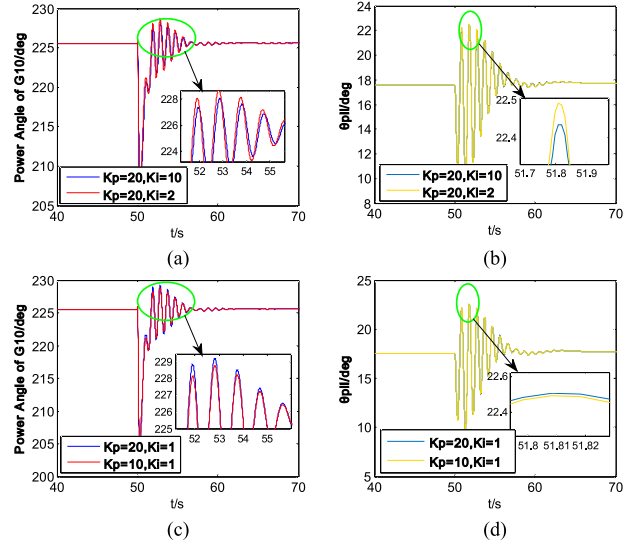 230
225
220
215
210
205
Power Angle of G10/deg
228
226
224
52 53 54 55
Kp=20,Ki=10
Kp=20,Ki=2
40 50 60 70
t/s
(a)
24
22
20
18
16
14
12
10
8
θpll/deg
22.5
22.4
51.7 51.8 51.9
Kp=20,Ki=10
Kp=20,Ki=2
40 50 60 70
t/s
(b)
230
225
220
215
210
205
200
Power Angle of G10/deg
229
228
227
226
225
52 53 54 55
Kp=20,Ki=1
Kp=10,Ki=1
40 50 60 70
t/s
(c)
25
20
15
10
5
θpll/deg
22.6
22.4
51.8 51.81 51.82
Kp=20,Ki=1
Kp=10,Ki=1
40 50 60 70
t/s
(d)